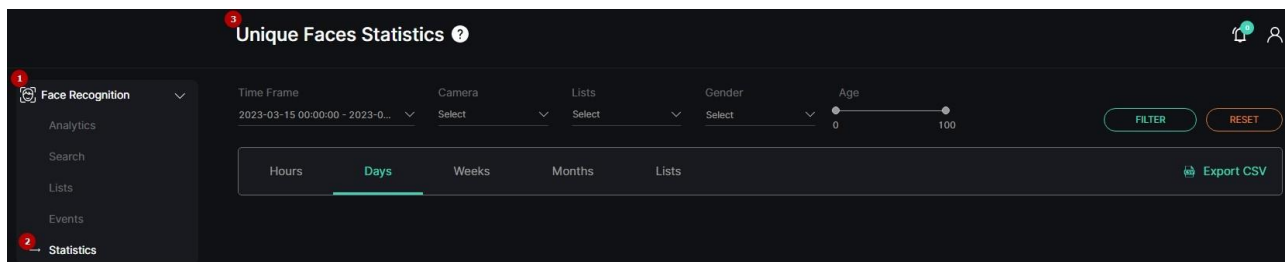 3
Unique Faces Statistics ?
0
1
Face Recognition
Analytics
Search
Lists
Events
2
Statistics
Time Frame Camera Lists Gender Age
2023-03-15 00:00:00 - 2023-0... Select Select Select 0 100
FILTER RESET
Hours Days Weeks Months Lists Export CSV